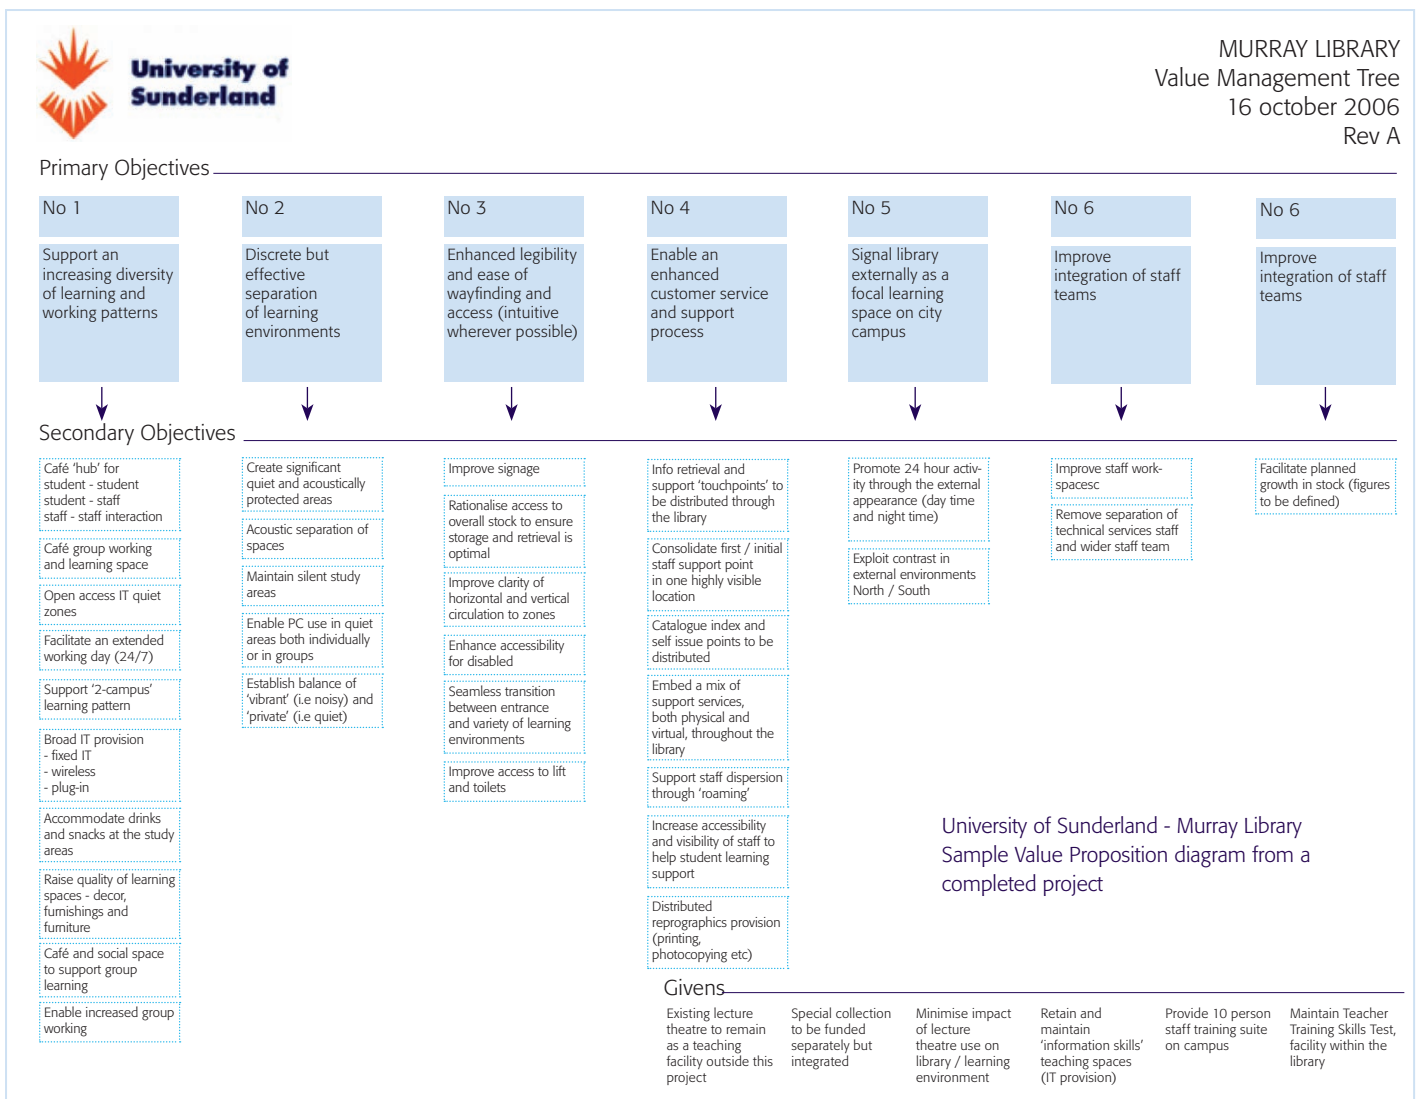 University of
Sunderland
MURRAY LIBRARY
Value Management Tree
16 october 2006
Rev A
Primary Objectives
No 1
Support an
increasing diversity
of learning and
working patterns
No 2
Discrete but
effective
separation
of learning
environments
No 3
Enhanced legibility
and ease of
wayfinding and
access (intuitive
wherever possible)
No 4
Enable an
enhanced
customer service
and support
process
No 5
Signal library
externally as a
focal learning
space on city
campus
No 6
Improve
integration of staff
teams
No 6
Improve
integration of staff
teams
Secondary Objectives
Café ‘hub’ for
student - student
student - staff
staff - staff interaction
Café group working
and learning space
Open access IT quiet
zones
Facilitate an extended
working day (24/7)
Support ‘2-campus’
learning pattern
Broad IT provision
- fixed IT
- wireless
- plug-in
Accommodate drinks
and snacks at the study
areas
Raise quality of learning
spaces - decor,
furnishings and
furniture
Café and social space
to support group
learning
Enable increased group
working
Create significant
quiet and acoustically
protected areas
Acoustic separation of
spaces
Maintain silent study
areas
Enable PC use in quiet
areas both individually
or in groups
Establish balance of
‘vibrant’ (i.e noisy) and
‘private’ (i.e quiet)
Improve signage
Rationalise access to
overall stock to ensure
storage and retrieval is
optimal
Improve clarity of
horizontal and vertical
circulation to zones
Enhance accessibility
for disabled
Seamless transition
between entrance
and variety of learning
environments
Improve access to lift
and toilets
Info retrieval and
support ‘touchpoints’ to
be distributed through
the library
Consolidate first / initial
staff support point
in one highly visible
location
Catalogue index and
self issue points to be
distributed
Embed a mix of
support services,
both physical and
virtual, throughout the
library
Support staff dispersion
through ‘roaming’
Increase accessibility
and visibility of staff to
help student learning
support
Distributed
reprographics provision
(printing,
photocopying etc)
Promote 24 hour activ-
ity through the external
appearance (day time
and night time)
Exploit contrast in
external environments
North / South
Improve staff work-
spacesc
Remove separation of
technical services staff
and wider staff team
Facilitate planned
growth in stock (figures
to be defined)
University of Sunderland - Murray Library
Sample Value Proposition diagram from a
completed project
Givens
Existing lecture
theatre to remain
as a teaching
facility outside this
project
Special collection
to be funded
separately but
integrated
Minimise impact
of lecture
theatre use on
library / learning
environment
Retain and
maintain
‘information skills’
teaching spaces
(IT provision)
Provide 10 person
staff training suite
on campus
Maintain Teacher
Training Skills Test,
facility within the
library